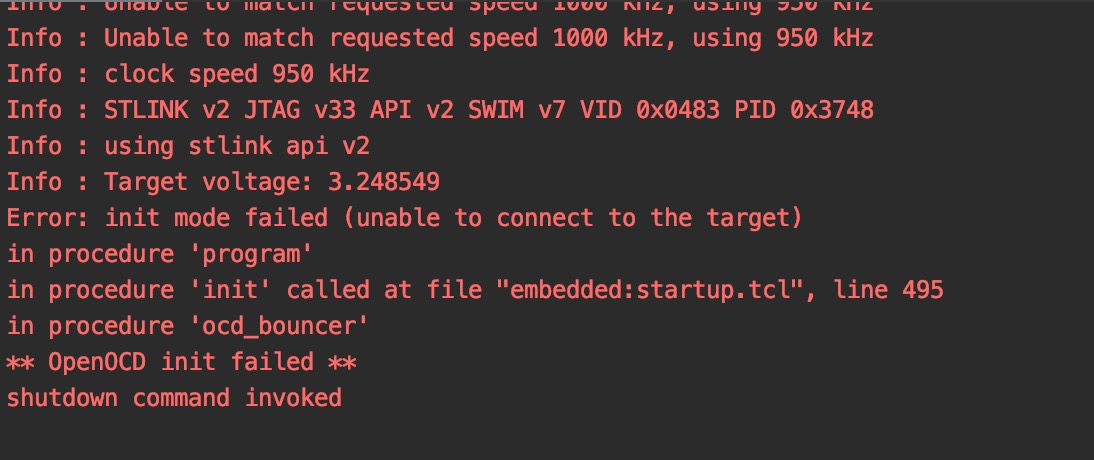 Info : Unable to match requested speed 1000 kHz, using 950 kHz
Info : Unable to match requested speed 1000 kHz, using 950 kHz
Info : clock speed 950 kHz
Info : STLINK v2 JTAG v33 API v2 SWIM v7 VID 0x0483 PID 0x3748
Info : using stlink api v2
Info : Target voltage: 3.248549
Error: init mode failed (unable to connect to the target)
in procedure 'program'
in procedure 'init' called at file "embedded:startup.tcl", line 495
in procedure 'ocd_bouncer'
** OpenOCD init failed **
shutdown command invoked